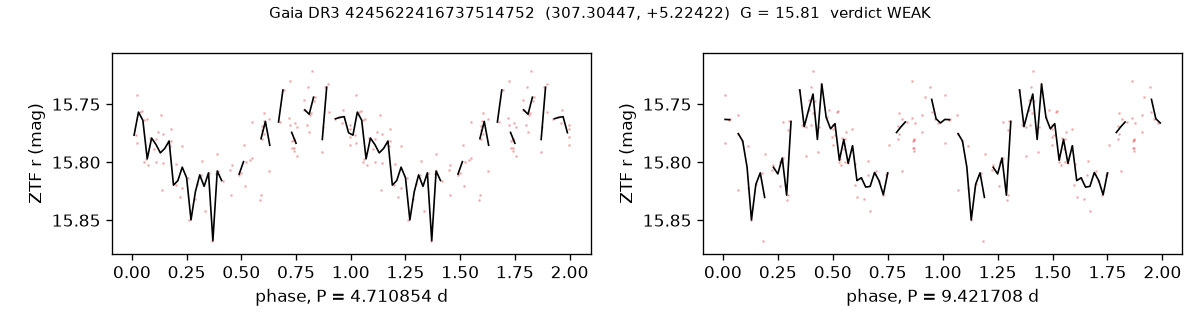 Gaia DR3 4245622416737514752 (307.30447, +5.22422) G = 15.81 verdict WEAK
ZTF r (mag)
15.75
15.80
15.85
0.00 0.25 0.50 0.75 1.00 1.25 1.50 1.75 2.00
phase, P = 4.710854 d
ZTF r (mag)
15.75
15.80
15.85
0.00 0.25 0.50 0.75 1.00 1.25 1.50 1.75 2.00
phase, P = 9.421708 d